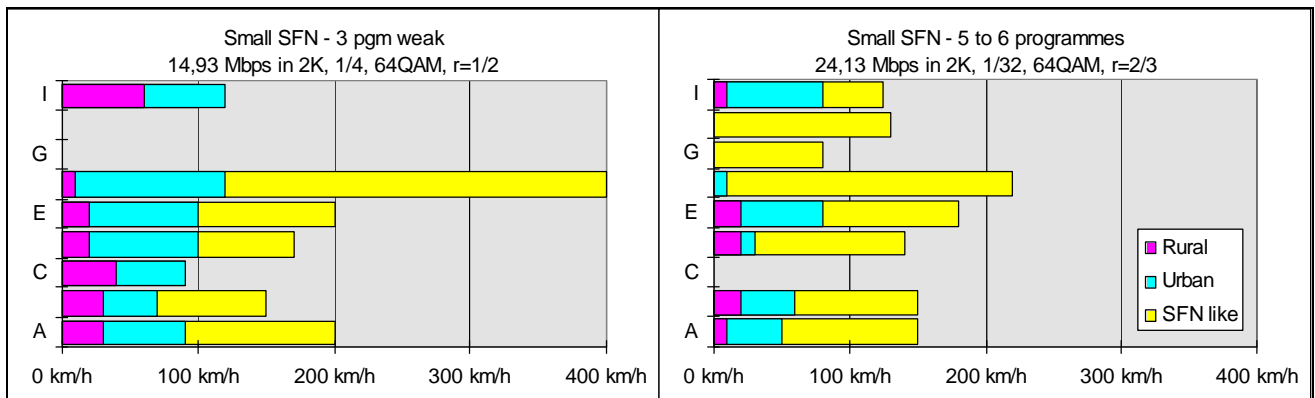 Small SFN - 3 pgm weak
14,93 Mbps in 2K, 1/4, 64QAM, r=1/2
I
G
E
C
A
0 km/h 100 km/h 200 km/h 300 km/h 400 km/h
Small SFN - 5 to 6 programmes
24,13 Mbps in 2K, 1/32, 64QAM, r=2/3
I
G
E
C
A
Rural
Urban
SFN like
0 km/h 100 km/h 200 km/h 300 km/h 400 km/h